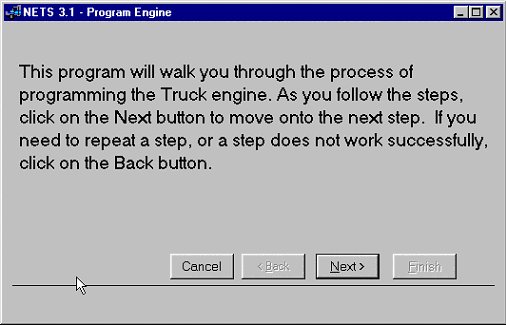 NETS 3.1 - Program Engine
This program will walk you through the process of
programming the Truck engine. As you follow the steps,
click on the Next button to move onto the next step.  If you
need to repeat a step, or a step does not work successfully,
click on the Back button.
Cancel < Back Next > Finish